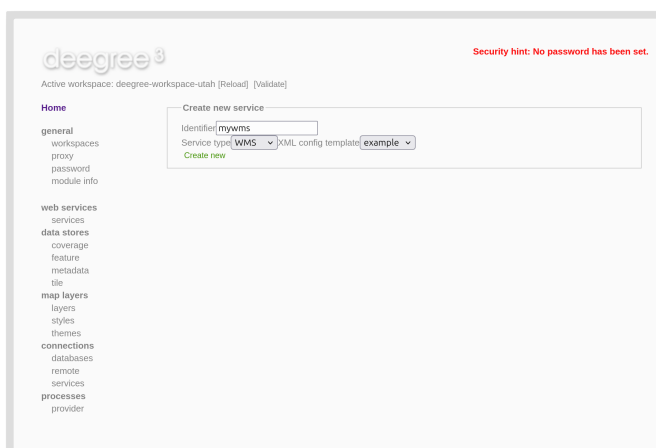 deegree 3
Security hint: No password has been set.
Active workspace: deegree-workspace-utah [Reload] [Validate]
Home
general
workspaces
proxy
password
module info
web services
services
data stores
coverage
feature
metadata
tile
map layers
layers
styles
themes
connections
databases
remote
services
processes
provider
Create new service
Identifier mywms
Service type WMS XML config template example
Create new